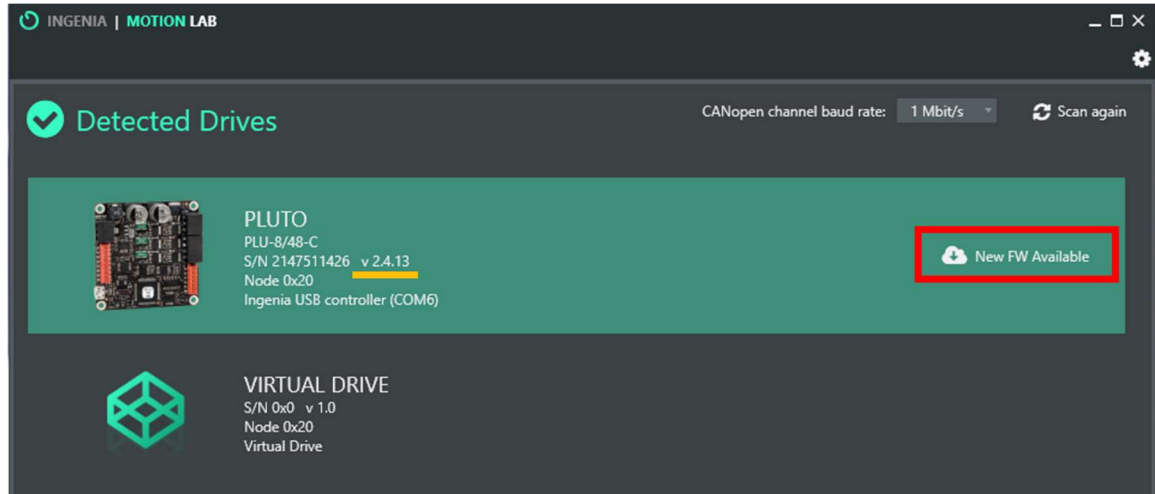 INGENIA | MOTION LAB
Detected Drives
CANopen channel baud rate: 1 Mbit/s
Scan again
PLUTO
PLU-8/48-C
S/N 2147511426 v 2.4.13
Node 0x20
Ingenia USB controller (COM6)
New FW Available
VIRTUAL DRIVE
S/N 0x0 v 1.0
Node 0x20
Virtual Drive